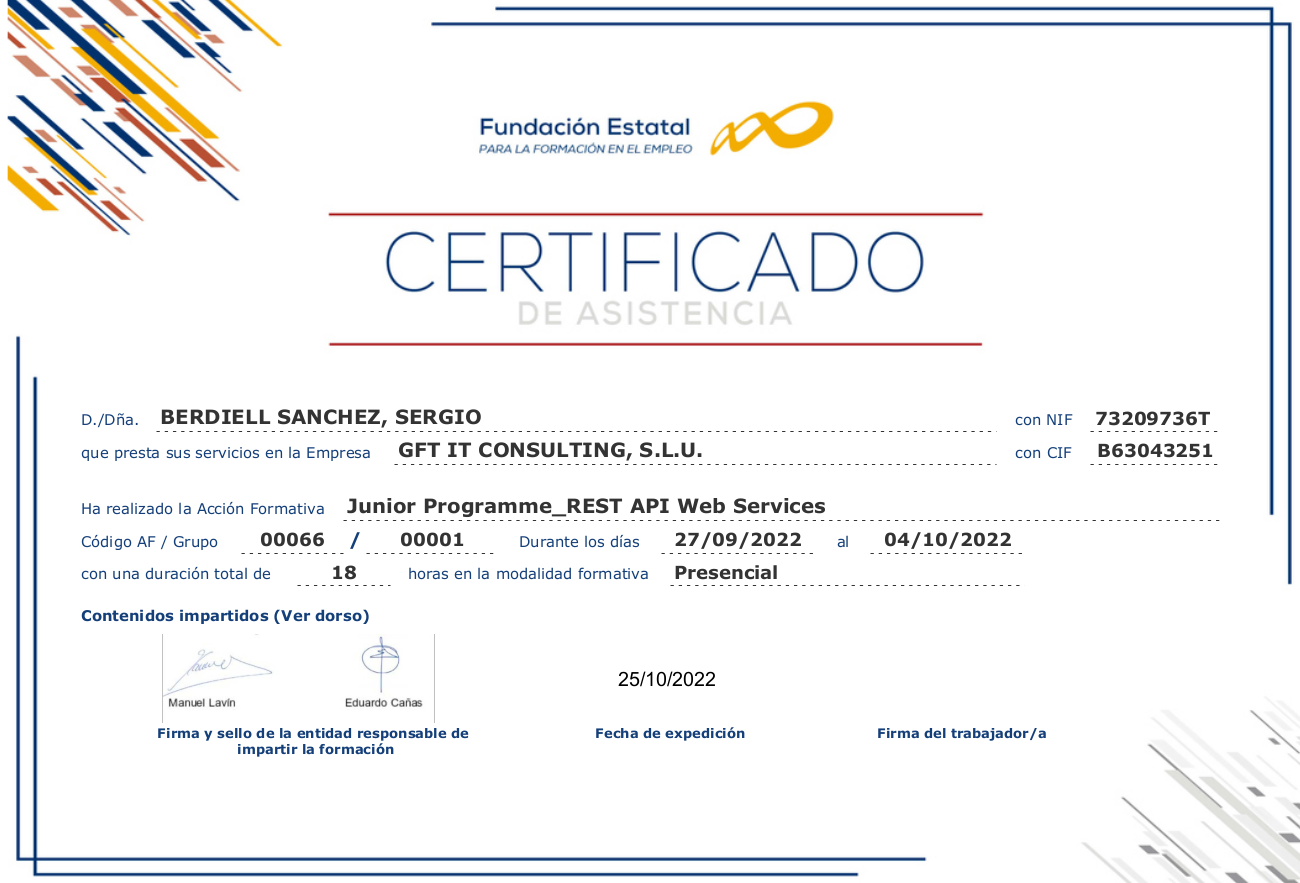 Fundación Estatal
PARA LA FORMACIÓN EN EL EMPLEO
CERTIFICADO
DE ASISTENCIA
D./Dña. BERDIELL SANCHEZ, SERGIO con NIF 73209736T
que presta sus servicios en la Empresa GFT IT CONSULTING, S.L.U. con CIF B63043251
Ha realizado la Acción Formativa Junior Programme_REST API Web Services
Código AF / Grupo 00066 / 00001 Durante los días 27/09/2022 al 04/10/2022
con una duración total de 18 horas en la modalidad formativa Presencial
Contenidos impartidos (Ver dorso)
25/10/2022
Manuel Lavín Eduardo Cañas
Firma y sello de la entidad responsable de Fecha de expedición Firma del trabajador/a
impartir la formación